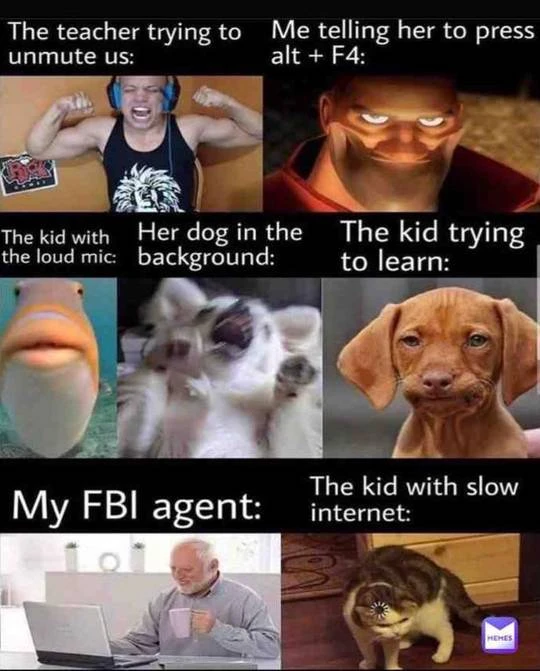 The teacher trying to
unmute us:
Me telling her to press
alt + F4:
The kid with
the loud mic:
Her dog in the
background:
The kid trying
to learn:
My FBI agent:
The kid with slow
internet:
MEMES